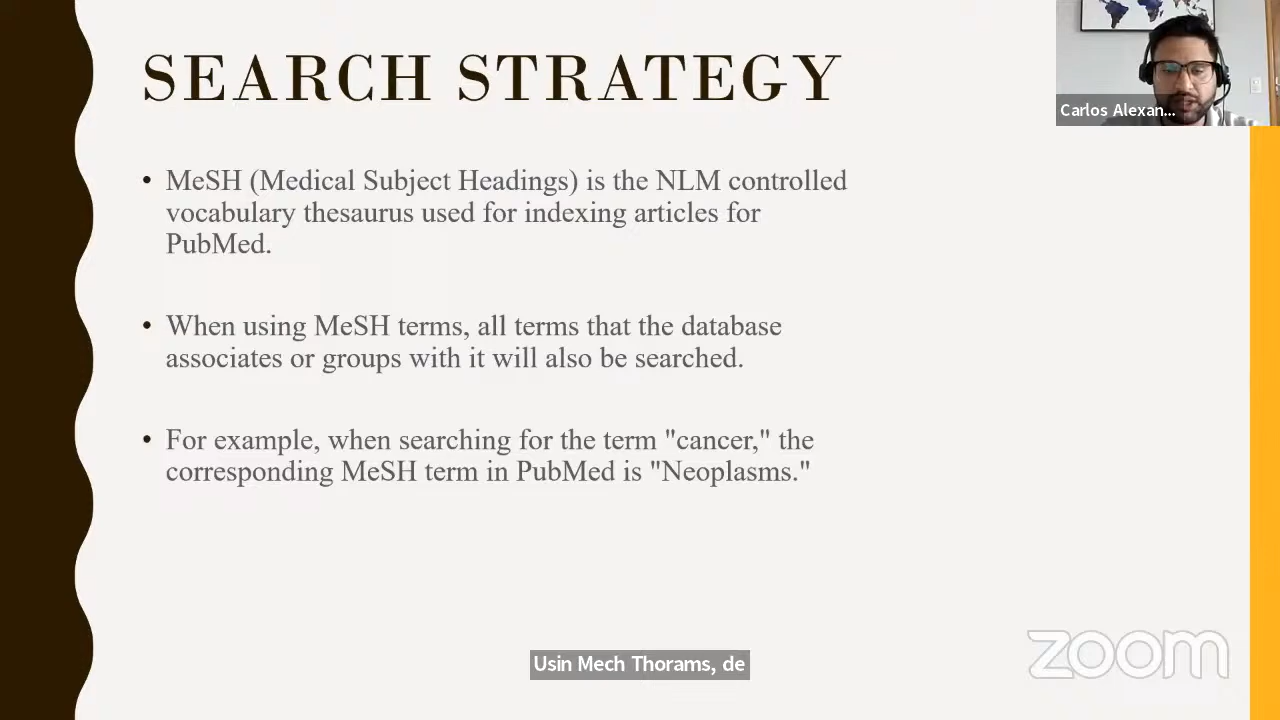 SEARCH STRATEGY
Carlos Alexan...
• MeSH (Medical Subject Headings) is the NLM controlled
vocabulary thesaurus used for indexing articles for
PubMed.
• When using MeSH terms, all terms that the database
associates or groups with it will also be searched.
• For example, when searching for the term "cancer," the
corresponding MeSH term in PubMed is "Neoplasms."
Usin Mech Thorams, de
zoom